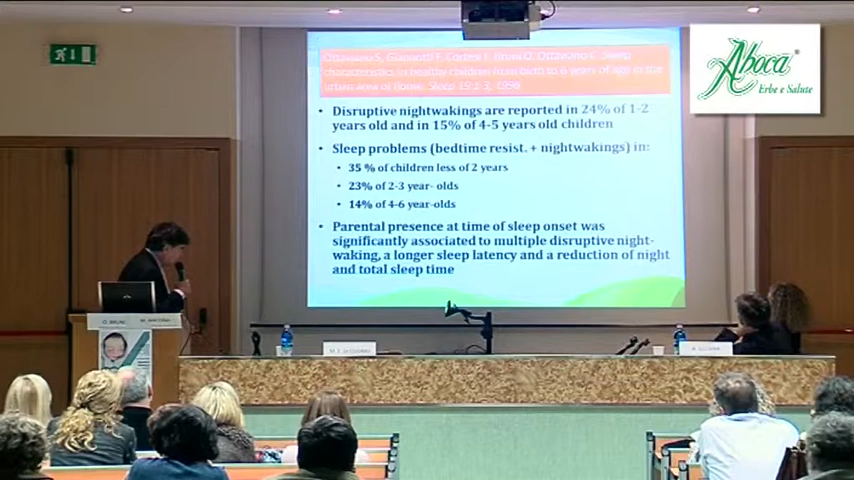 Ottaviano S, Giannotti F, Cortesi F, Bruni O, Ottaviano C. Sleep
characteristics in healthy children from birth to 6 years of age in the
urban area of Rome. Sleep 19:1-3, 1996
• Disruptive nightwakings are reported in 24% of 1-2
years old and in 15% of 4-5 years old children
• Sleep problems (bedtime resist. + nightwakings) in:
• 35 % of children less of 2 years
• 23% of 2-3 year- olds
• 14% of 4-6 year-olds
• Parental presence at time of sleep onset was
significantly associated to multiple disruptive night-
waking, a longer sleep latency and a reduction of night
and total sleep time
Aboca®
Erbe e Salute
O. BRUNI